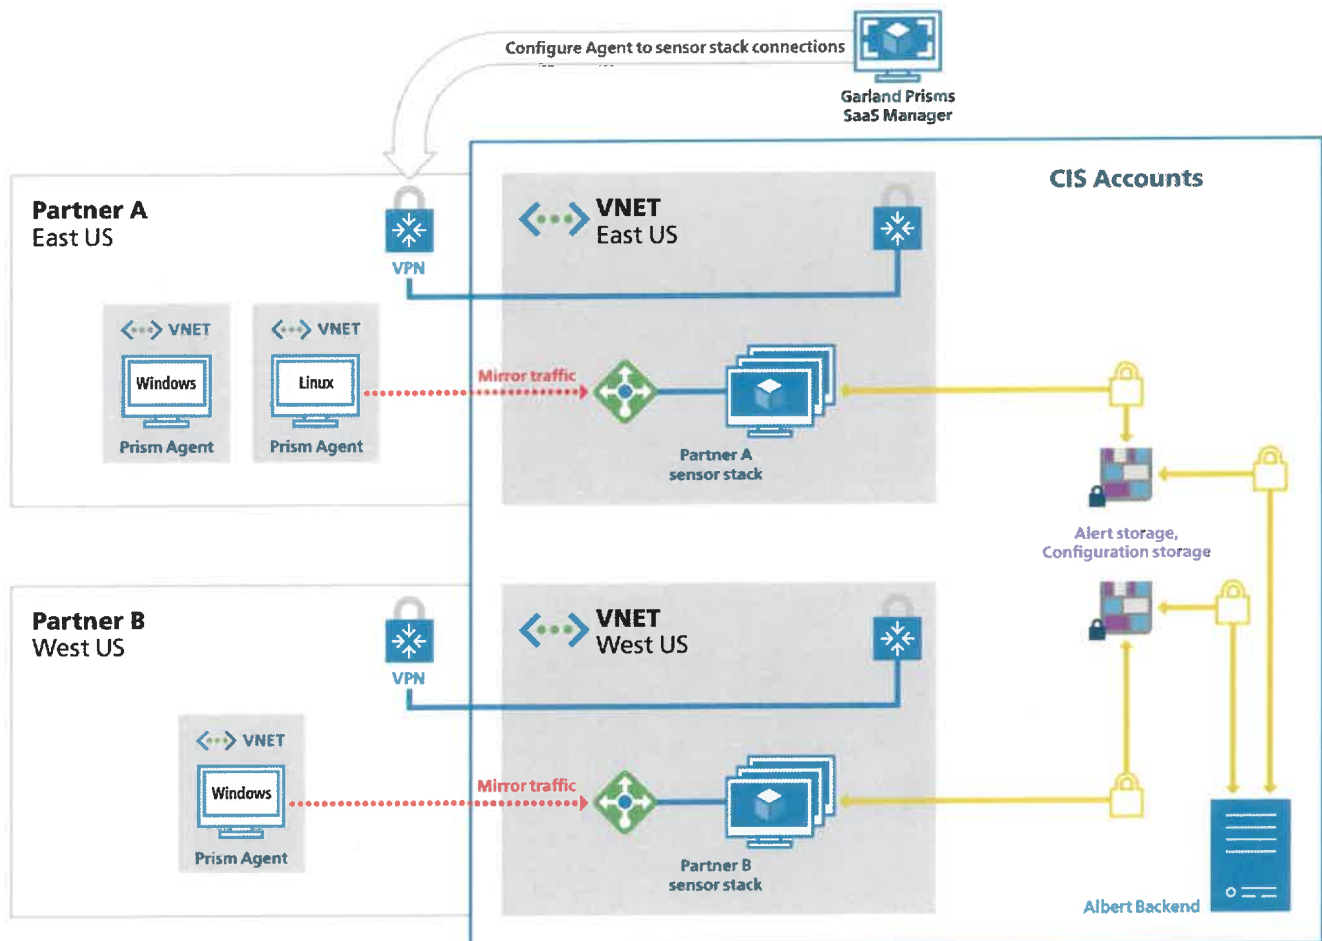 Configure Agent to sensor stack connections
Garland Prisms
SaaS Manager
CIS Accounts
Partner A
East US
VPN
VNET
East US
VNET
Windows
Prism Agent
VNET
Linux
Prism Agent
Mirror traffic
Partner A
sensor stack
Alert storage,
Configuration storage
Partner B
West US
VPN
VNET
West US
VNET
Windows
Prism Agent
Mirror traffic
Partner B
sensor stack
Albert Backend